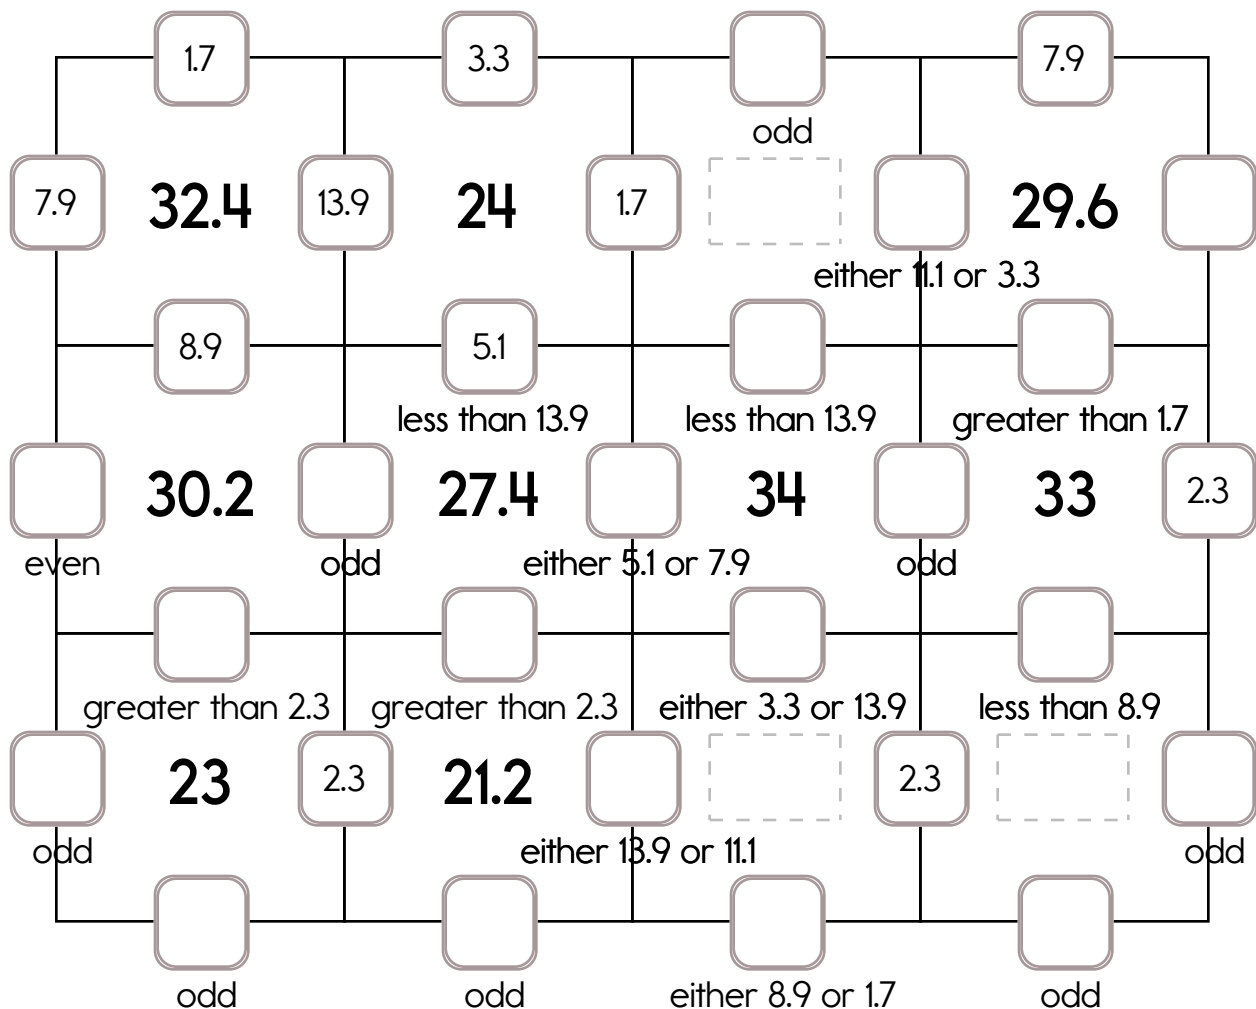 1.7 3.3 7.9
odd
7.9 32.4 13.9 24 1.7 29.6
either 11.1 or 3.3
8.9 5.1
less than 13.9 less than 13.9 greater than 1.7
30.2 27.4 34 33 2.3
even odd either 5.1 or 7.9 odd
greater than 2.3 greater than 2.3 either 3.3 or 13.9 less than 8.9
23 2.3 21.2 2.3
odd either 13.9 or 11.1 odd
odd odd either 8.9 or 1.7 odd